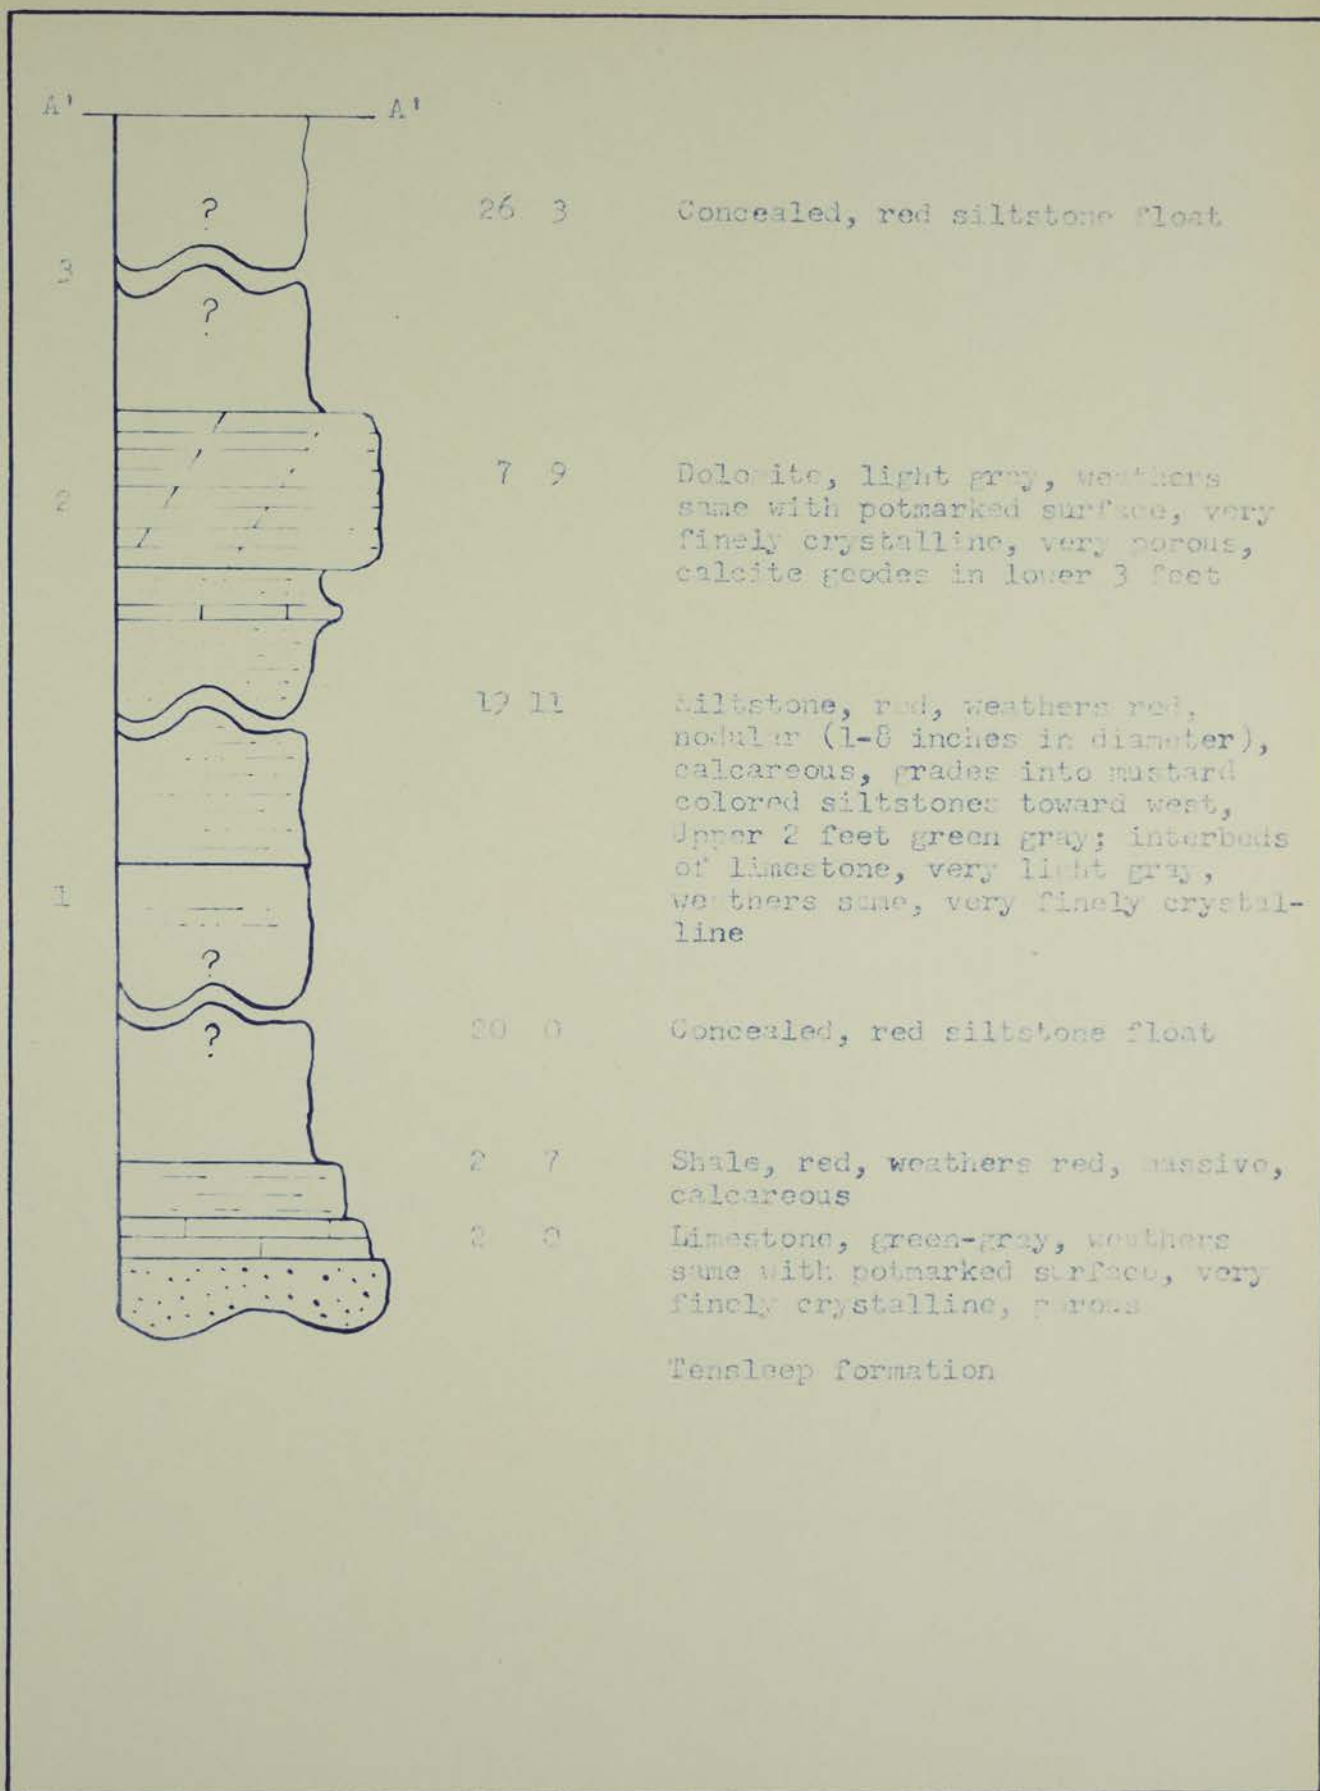 A' A'
? 26 3 Concealed, red siltstone float
3
?
7 9 Dolomite, light gray, weathers
2 same with potmarked surface, very
finely crystalline, very porous,
calcite geodes in lower 3 feet
19 11 Siltstone, red, weathers red,
nodular (1-8 inches in diameter),
calcareous, grades into mustard
colored siltstones toward west,
Upper 2 feet green gray; interbeds
of limestone, very light gray,
1 weathers same, very finely crystal-
line
?
? 20 0 Concealed, red siltstone float
2 7 Shale, red, weathers red, massive,
calcareous
2 Limestone, green-gray, weathers
same with potmarked surface, very
finely crystalline, porous
Tensleep formation